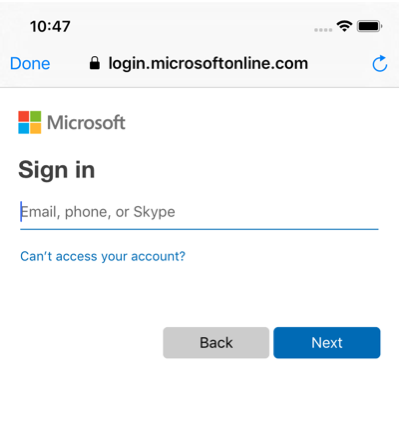 10:47
Done login.microsoftonline.com
Microsoft
Sign in
Email, phone, or Skype
Can't access your account?
Back Next